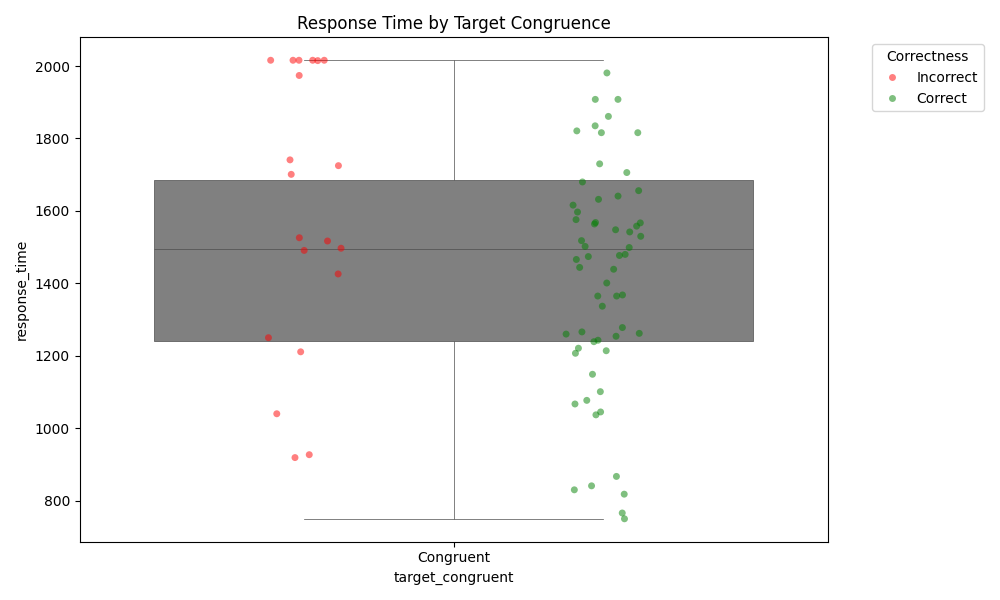 Response Time by Target Congruence
Correctness
Incorrect
Correct
2000
1800
1600
1400
1200
1000
800
response_time
Congruent
target_congruent